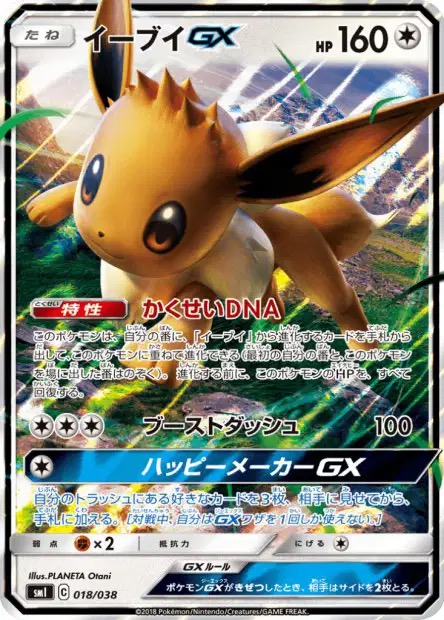 たね イーブイGX HP160
とくせい 特性 かくせいDNA
このポケモンは、自分の番に、「イーブイ」から進化するカードを手札から
出して、このポケモンに重ねて進化できる(最初の自分の番と、このポケモン
を場に出した番はのぞく)。進化する前に、このポケモンのHPを、すべて
回復する。
ブーストダッシュ 100
ハッピーメーカーGX
自分のトラッシュにある好きなカードを3枚、相手に見せてから、
手札に加える。[対戦中、自分はGXワザを1回しか使えない。]
弱点 ×2 抵抗力 にげる
Illus.PLANETA Otani
GXルール
ポケモンGXがきぜつしたとき、相手はサイドを2枚とる。
SMI C 018/038
©2018 Pokémon/Nintendo/Creatures/GAME FREAK.